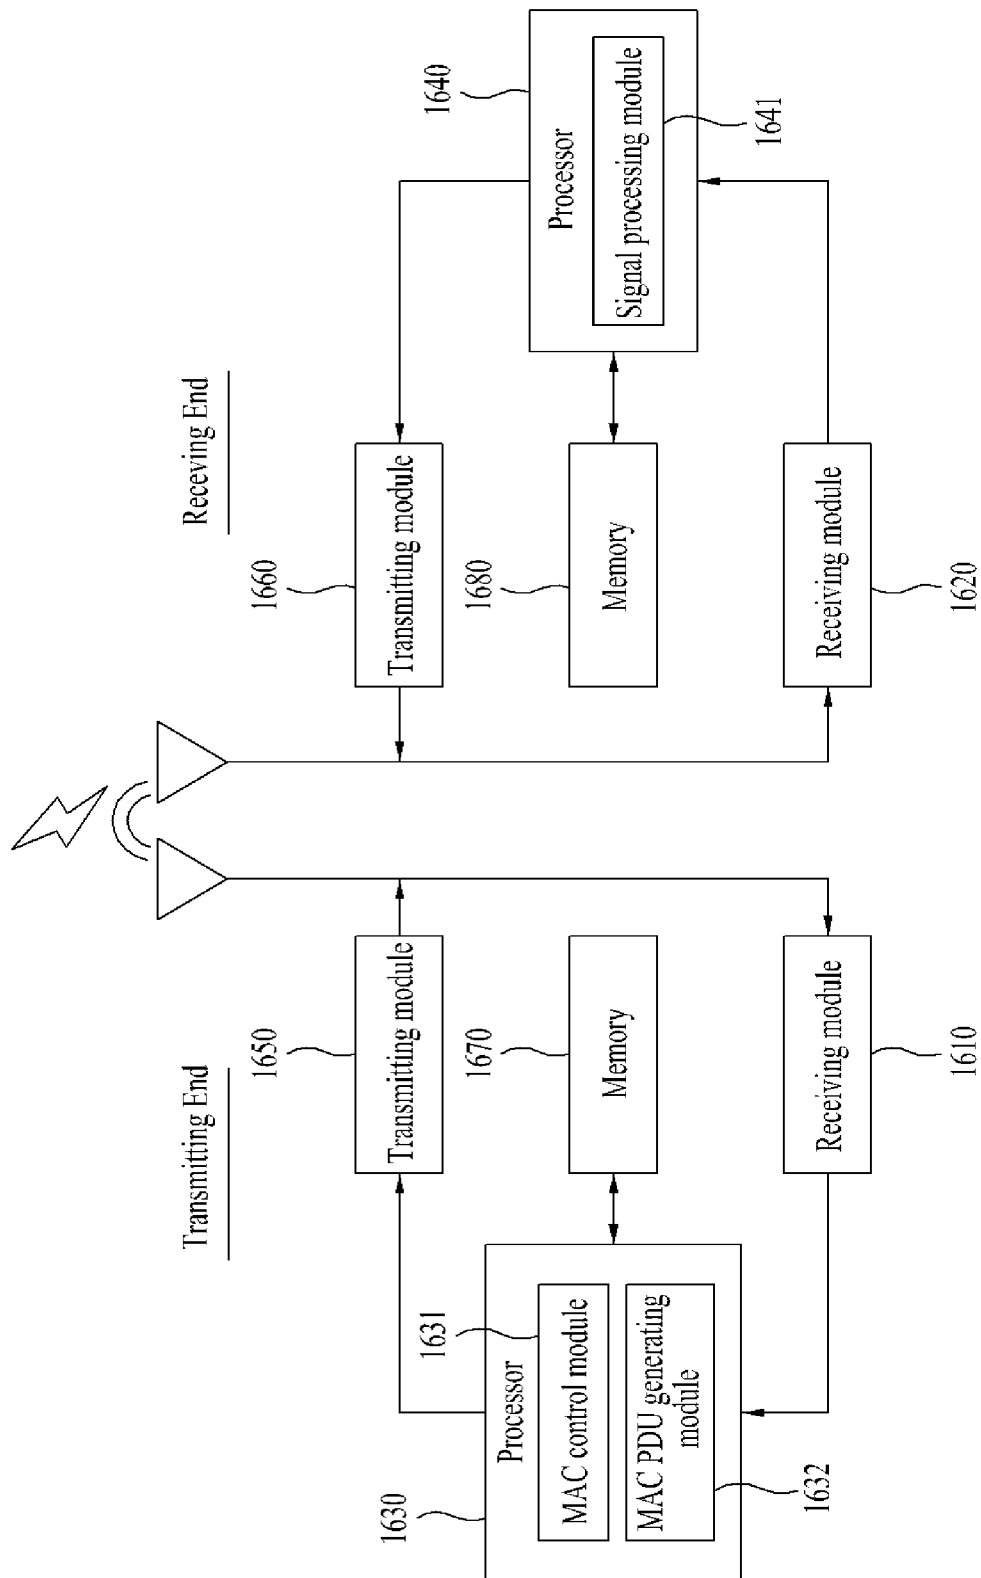 Transmitting End
Receving End
1630
Processor
1631
MAC control module
MAC PDU generating
module
1632
1650
Transmitting module
1670
Memory
Receiving module
1610
1660
Transmitting module
1680
Memory
Receiving module
1620
1640
Processor
Signal processing module
1641